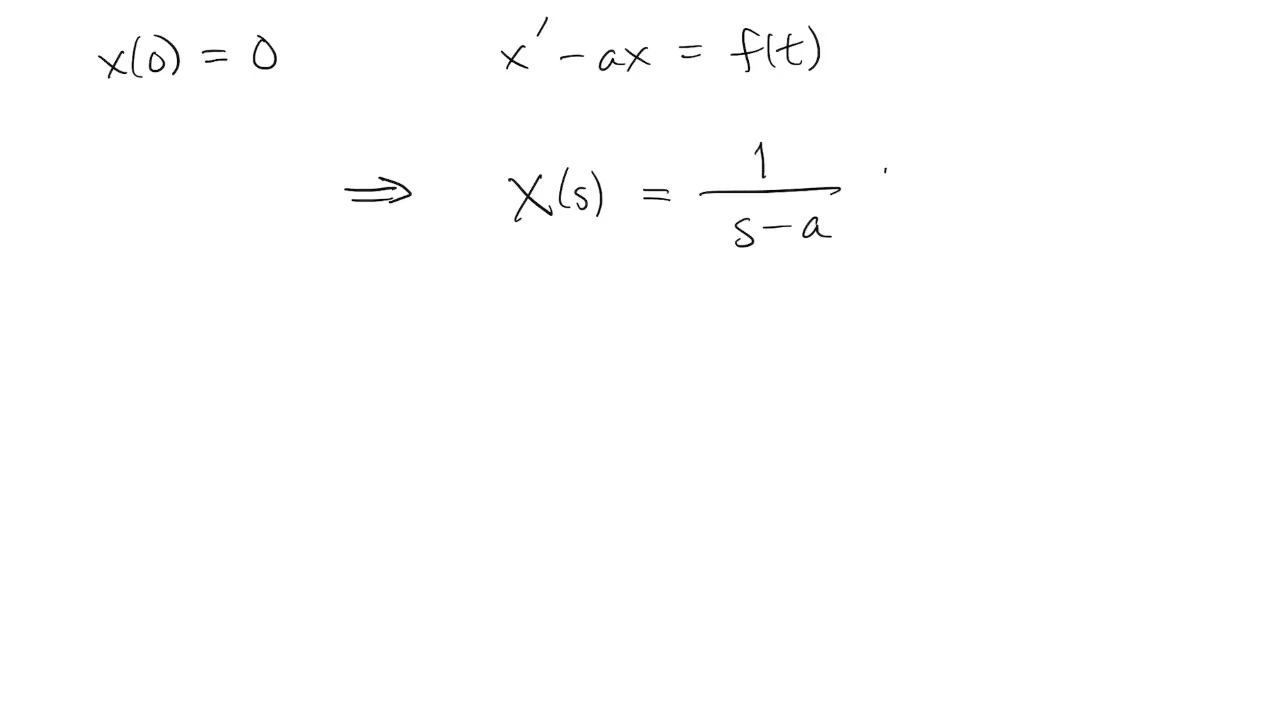 x(0) = 0 x' - ax = f(t)
⇒ X(s) = 1/(s-a)